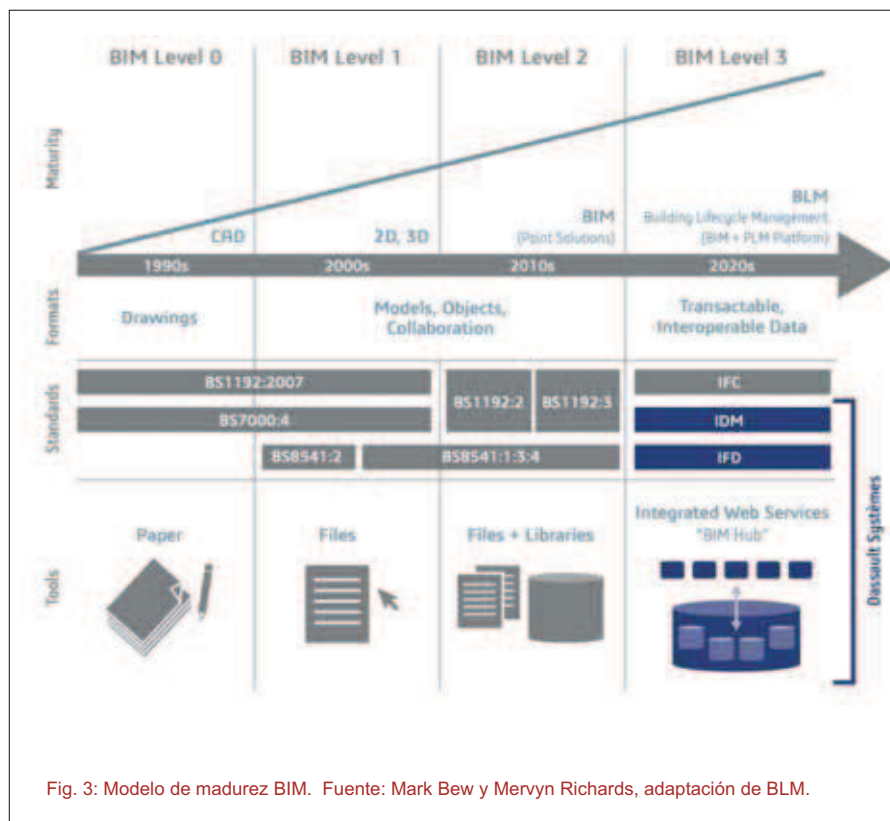 BIM Level 0
BIM Level 1
BIM Level 2
BIM Level 3
Maturity
CAD
2D, 3D
BIM
(Point Solutions)
BLM
Building Lifecycle Management
(BIM + PLM Platform)
1990s
2000s
2010s
2020s
Formats
Drawings
Models, Objects,
Collaboration
Transactable,
Interoperable Data
Standards
BS1192:2007
BS7000:4
BS8541:2
BS8541:1:3:4
BS1192:2
BS1192:3
IFC
IDM
IFD
Tools
Paper
Files
Files + Libraries
Integrated Web Services
"BIM Hub"
Dassault Systèmes
Fig. 3: Modelo de madurez BIM. Fuente: Mark Bew y Mervyn Richards, adaptación de BLM.